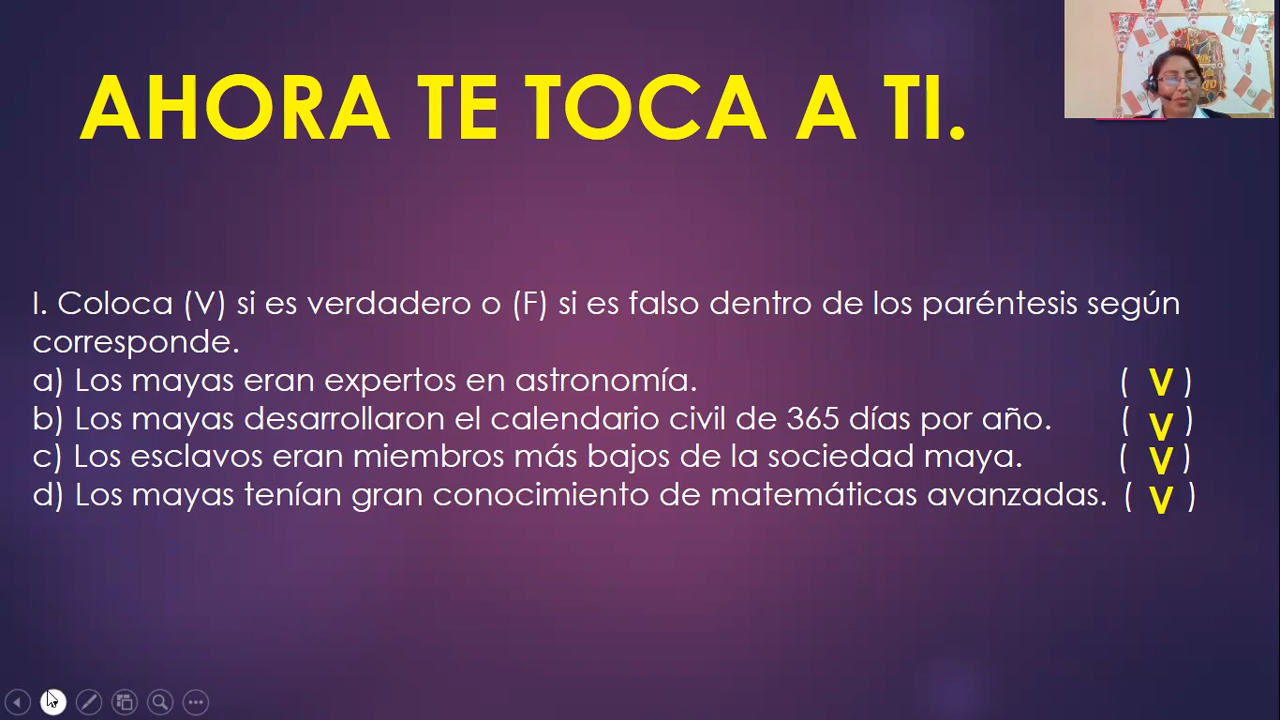 AHORA TE TOCA A TI.
I. Coloca (V) si es verdadero o (F) si es falso dentro de los paréntesis según
corresponde.
a) Los mayas eran expertos en astronomía. ( V )
b) Los mayas desarrollaron el calendario civil de 365 días por año. ( V )
c) Los esclavos eran miembros más bajos de la sociedad maya. ( V )
d) Los mayas tenían gran conocimiento de matemáticas avanzadas. ( V )